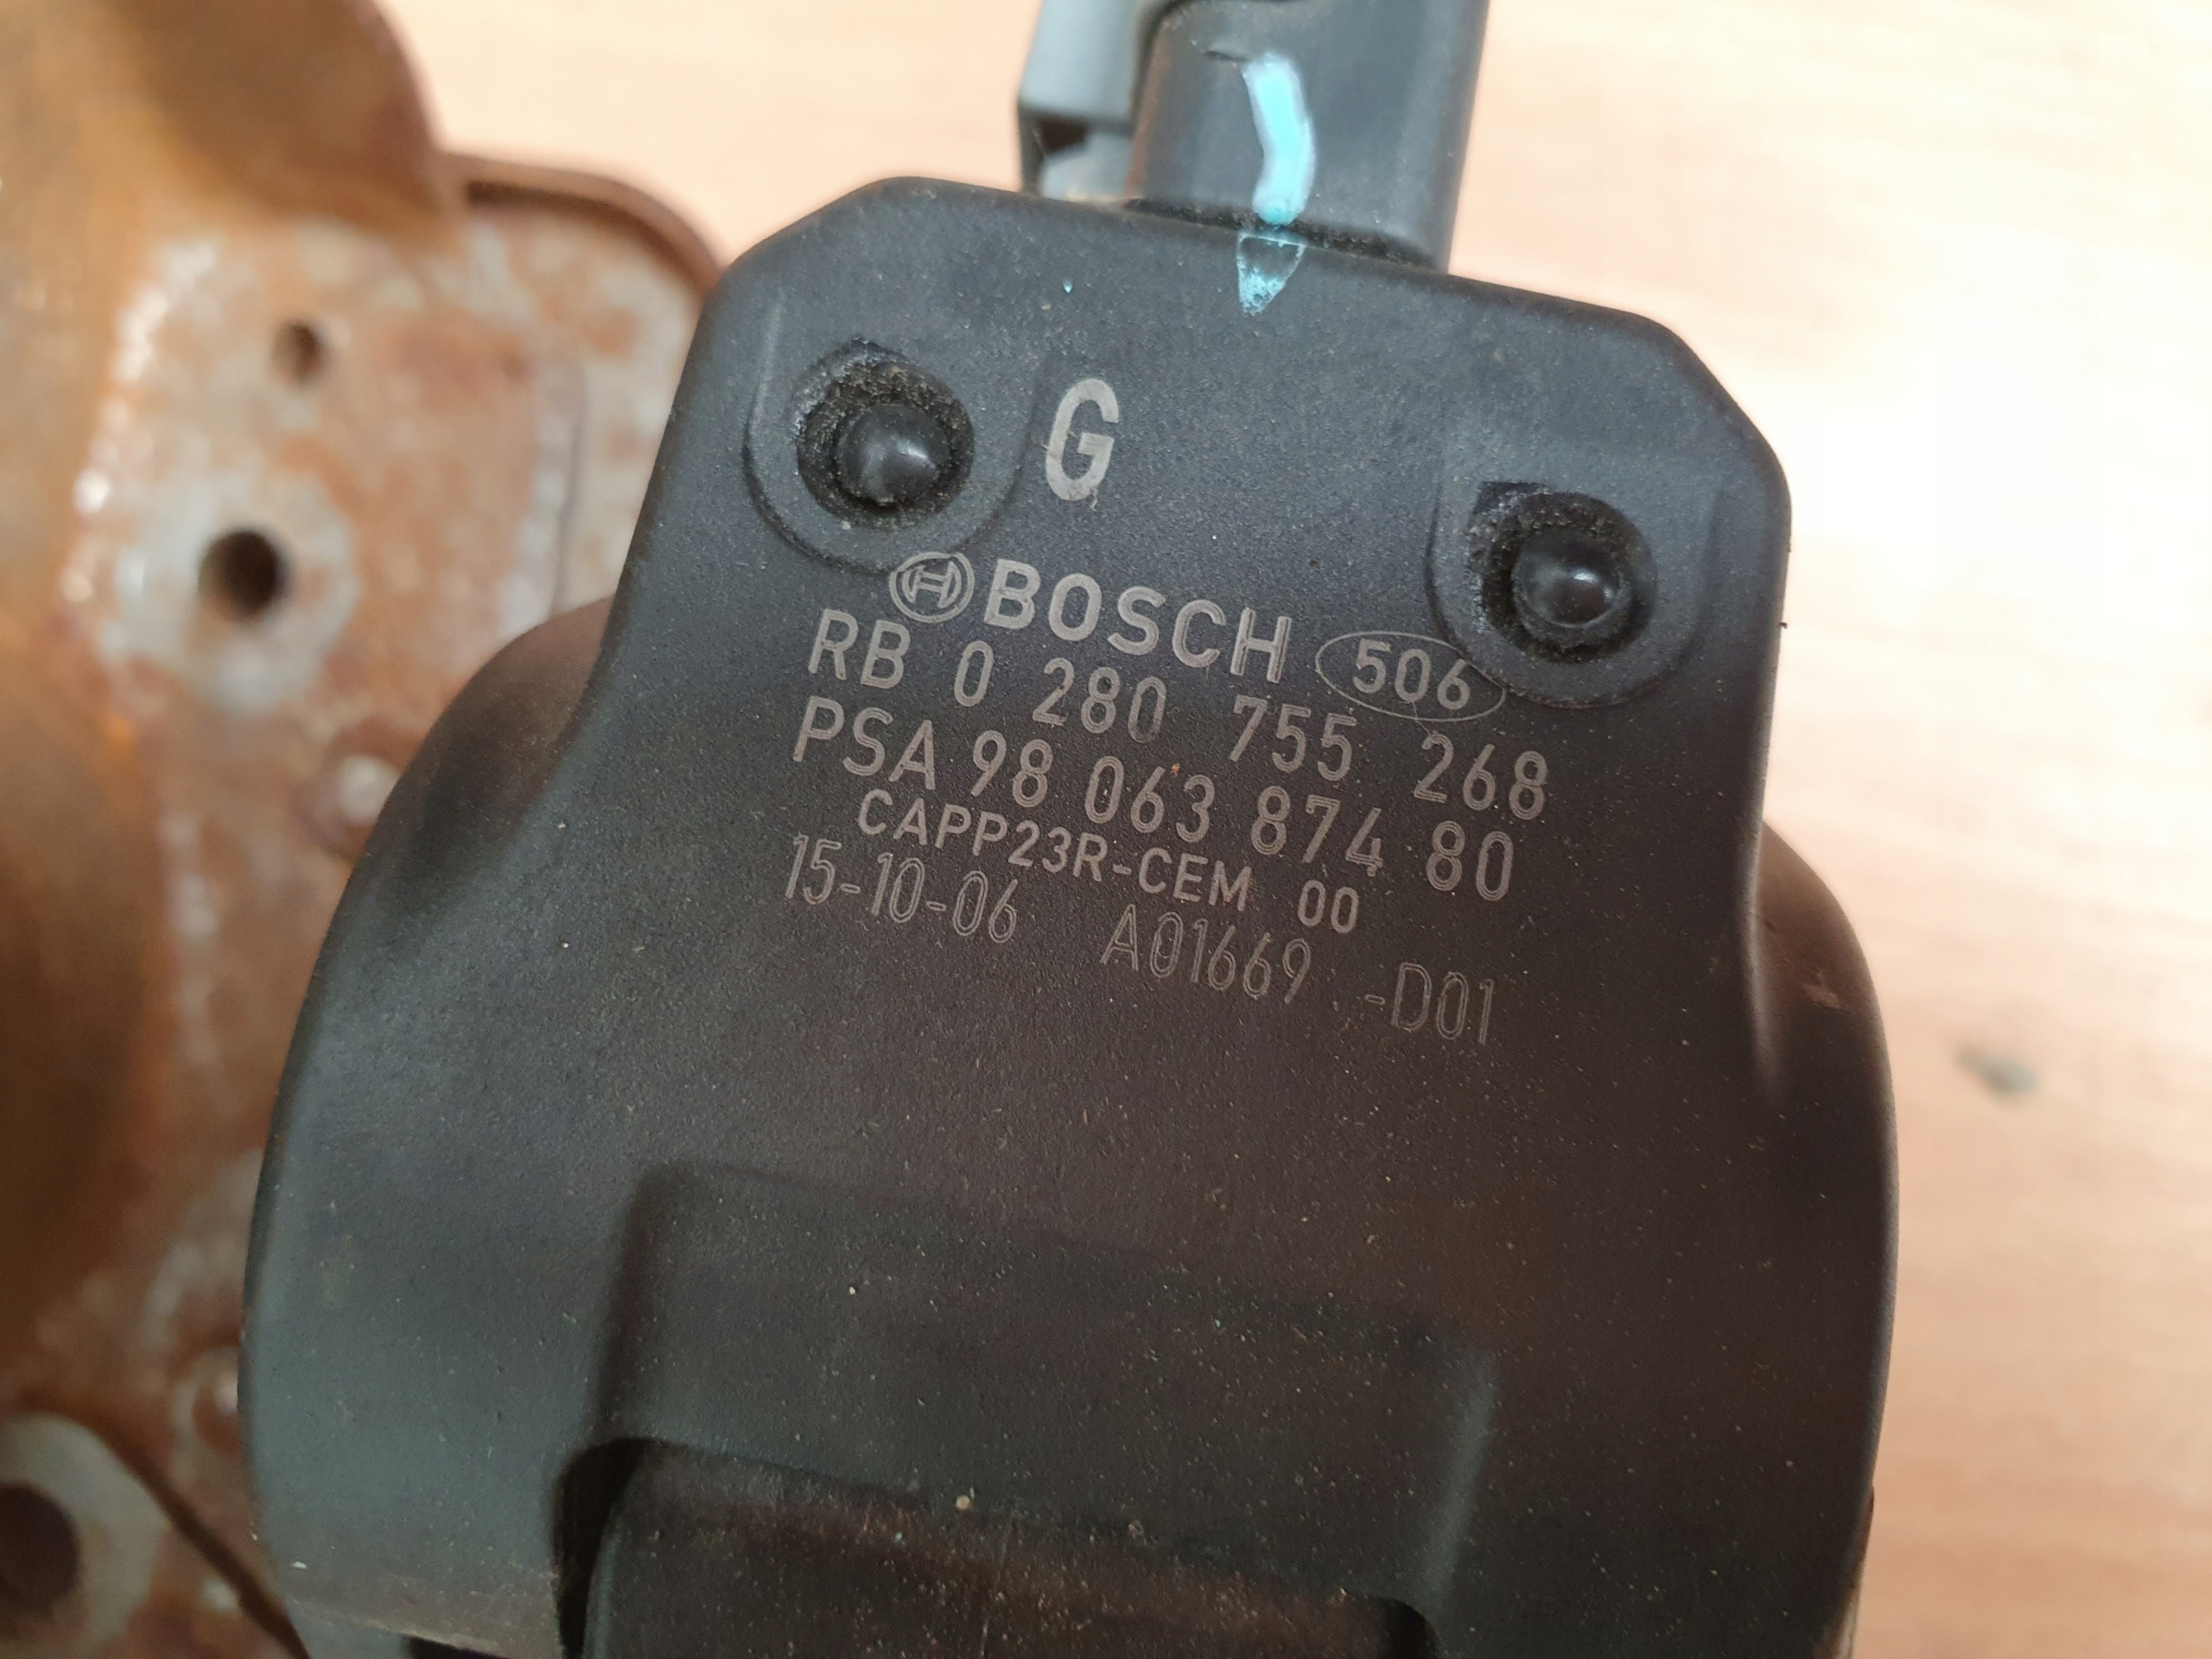 G
BOSCH 506
RB 0 280 755 268
PSA 98 063 874 80
CAPP23R-CEM 00
15-10-06 A01669 -D01